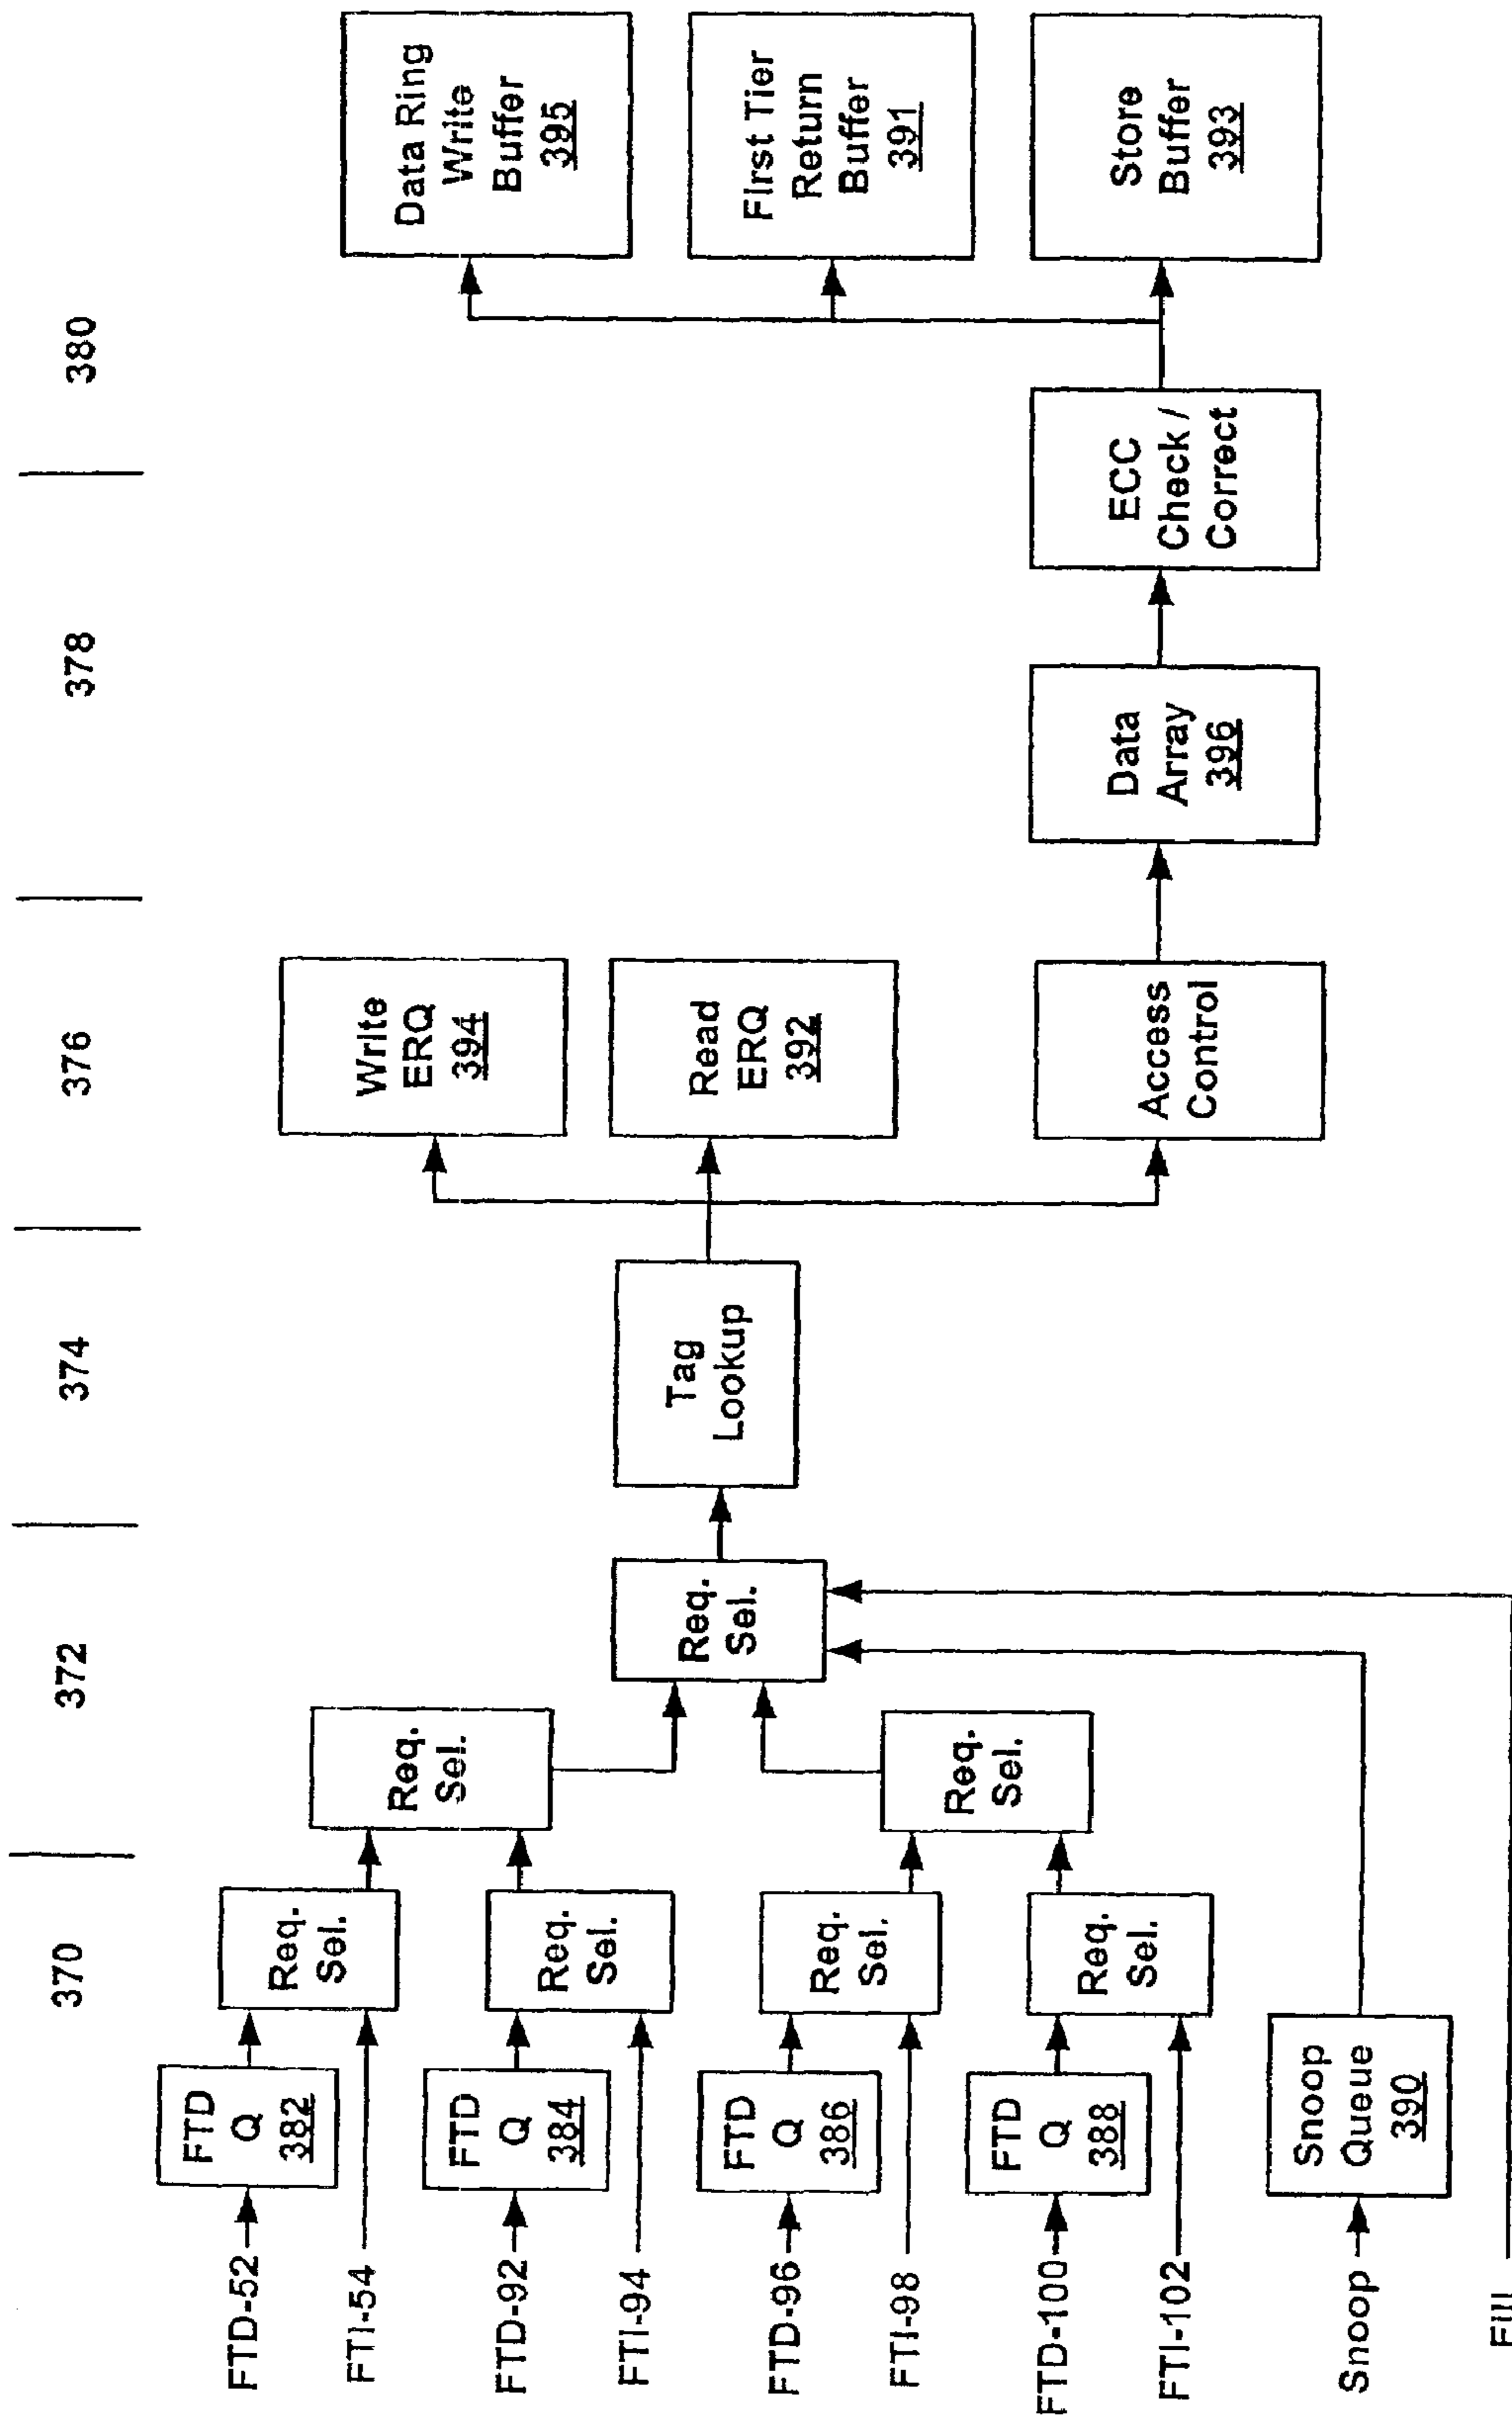 370
372
374
376
378
380
FTD-52
FTD
Q
382
FTI-54
Req.
Sel.
FTD-92
FTD
Q
384
FTI-94
Req.
Sel.
Req.
Sel.
FTD-96
FTD
Q
386
FTI-98
Req.
Sel.
FTD-100
FTD
Q
388
FTI-102
Req.
Sel.
Req.
Sel.
Snoop
Snoop
Queue
390
Fill
Req.
Sel.
Tag
Lookup
Write
ERQ
394
Read
ERQ
392
Access
Control
Data
Array
396
ECC
Check /
Correct
Data Ring
Write
Buffer
395
First Tier
Return
Buffer
391
Store
Buffer
393